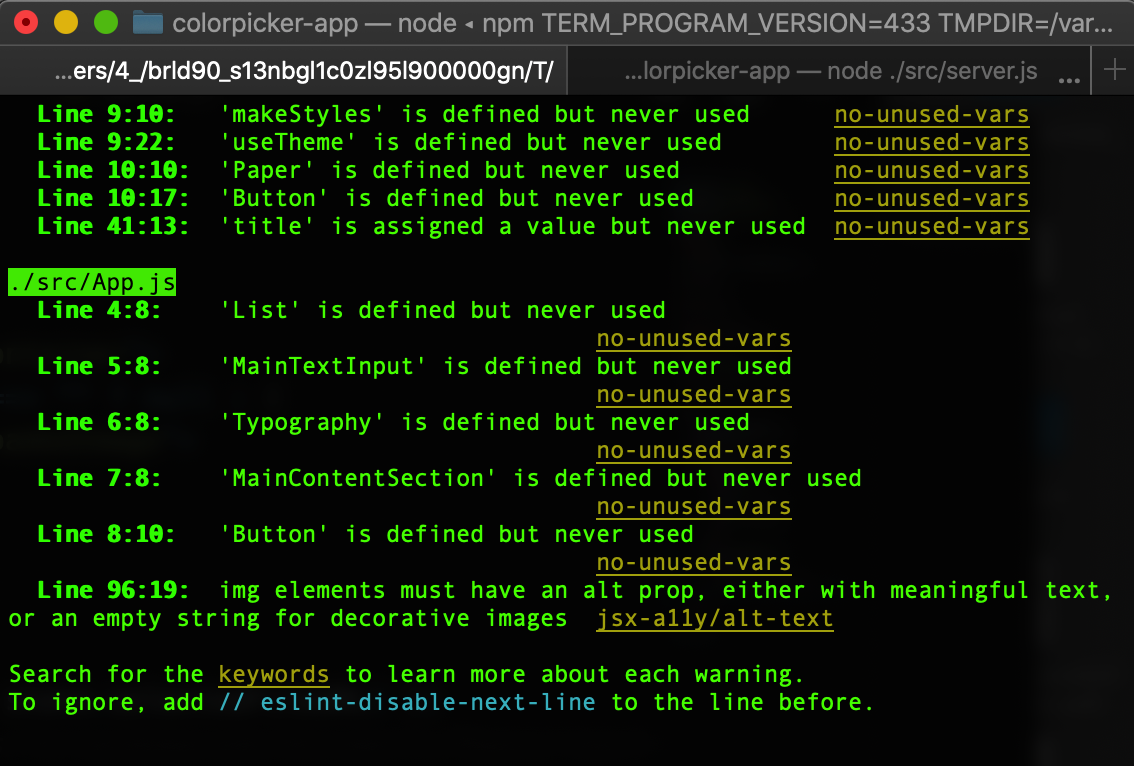 colorpicker-app — node ◂ npm TERM_PROGRAM_VERSION=433 TMPDIR=/var...
...ers/4_/brld90_s13nbgl1c0zl95l900000gn/T/ ...lorpicker-app — node ./src/server.js ... +
Line 9:10: 'makeStyles' is defined but never used no-unused-vars
Line 9:22: 'useTheme' is defined but never used no-unused-vars
Line 10:10: 'Paper' is defined but never used no-unused-vars
Line 10:17: 'Button' is defined but never used no-unused-vars
Line 41:13: 'title' is assigned a value but never used no-unused-vars
./src/App.js
Line 4:8: 'List' is defined but never used
no-unused-vars
Line 5:8: 'MainTextInput' is defined but never used
no-unused-vars
Line 6:8: 'Typography' is defined but never used
no-unused-vars
Line 7:8: 'MainContentSection' is defined but never used
no-unused-vars
Line 8:10: 'Button' is defined but never used
no-unused-vars
Line 96:19: img elements must have an alt prop, either with meaningful text,
or an empty string for decorative images jsx-a11y/alt-text
Search for the keywords to learn more about each warning.
To ignore, add // eslint-disable-next-line to the line before.